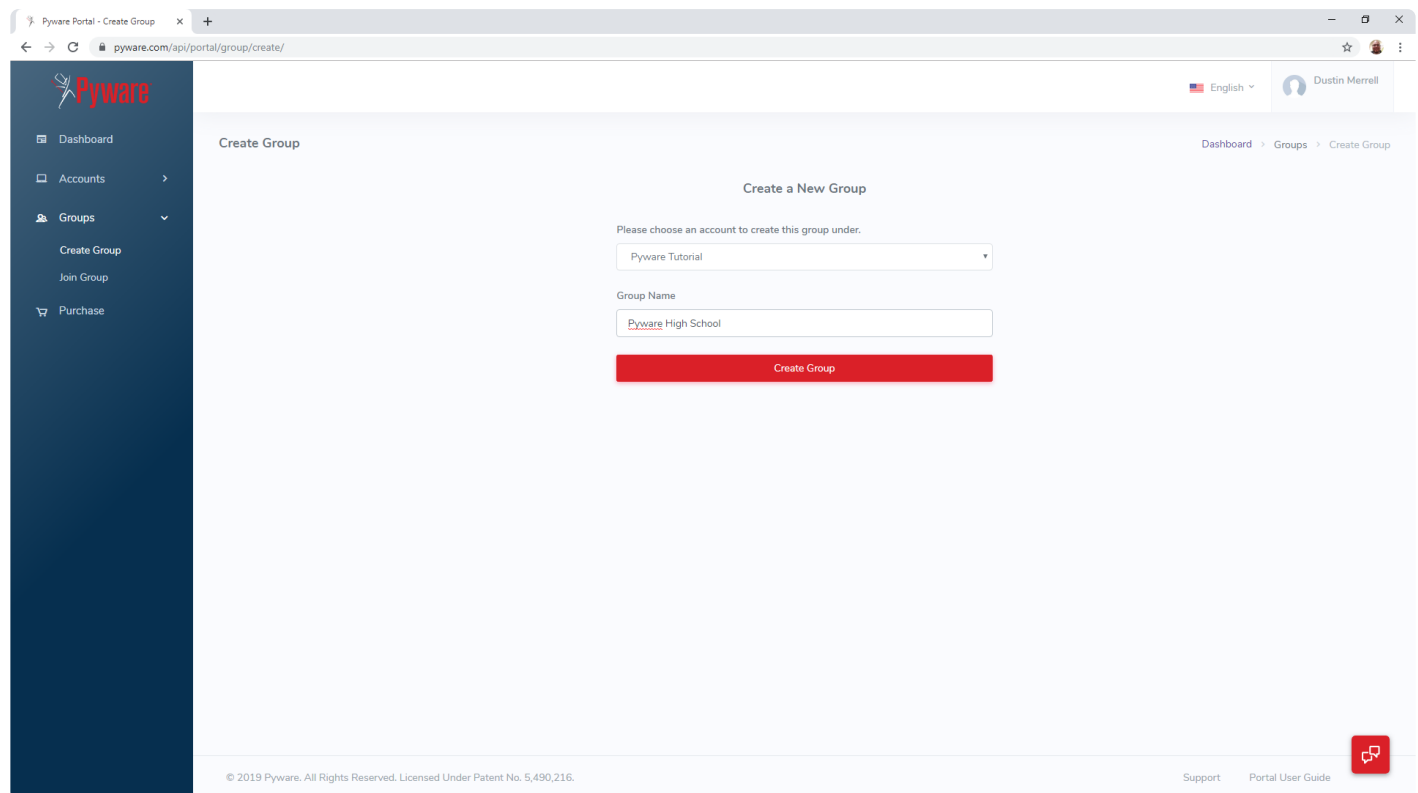 Pyware Portal - Create Group
pyware.com/api/portal/group/create/
Pyware
English
Dustin Merrell
Dashboard
Accounts
Groups
Create Group
Join Group
Purchase
Create Group
Dashboard > Groups > Create Group
Create a New Group
Please choose an account to create this group under.
Pyware Tutorial
Group Name
Pyware High School
Create Group
© 2019 Pyware. All Rights Reserved. Licensed Under Patent No. 5,490,216.
Support Portal User Guide